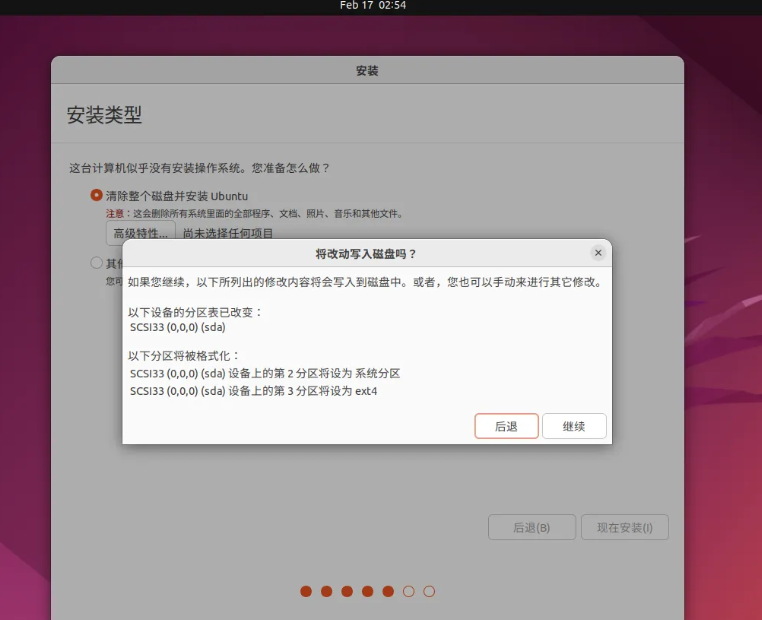 Feb 17 02:54
安装
安装类型
这台计算机似乎没有安装操作系统。您准备怎么做？
清除整个磁盘并安装 Ubuntu
注意：这会删除所有系统里面的全部程序、文档、照片、音乐和其他文件。
高级特性... 尚未选择任何项目
其他
您可
将改动写入磁盘吗？
如果您继续，以下所列出的修改内容将会写入到磁盘中。或者，您也可以手动来进行其它修改。
以下设备的分区表已改变：
SCSI33 (0,0,0) (sda)
以下分区将被格式化：
SCSI33 (0,0,0) (sda) 设备上的第 2 分区将设为 系统分区
SCSI33 (0,0,0) (sda) 设备上的第 3 分区将设为 ext4
后退 继续
后退(B) 现在安装(I)